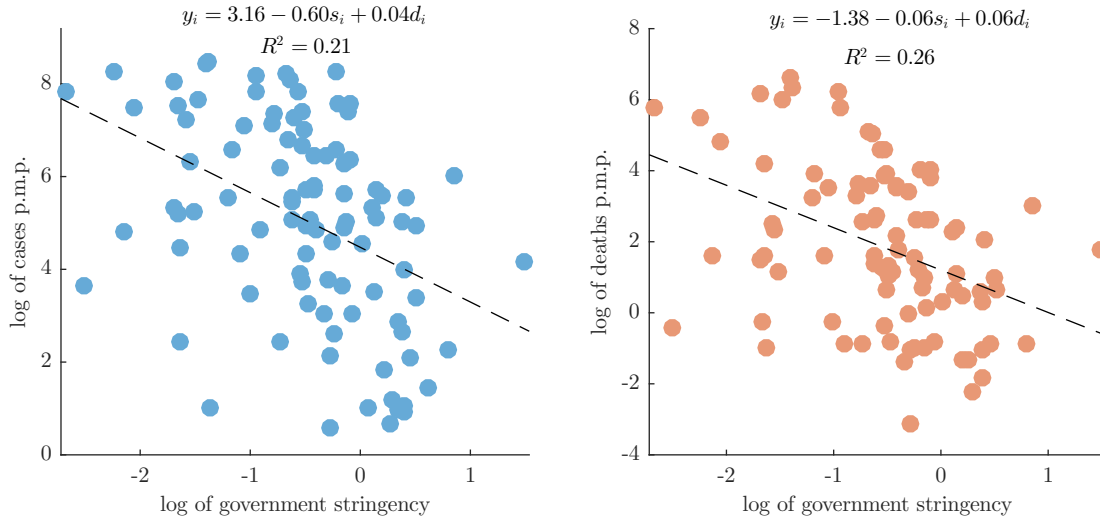 y_i = 3.16 − 0.60s_i + 0.04d_i
R^2 = 0.21
8
6
4
2
0
-2
-1
0
1
log of cases p.m.p.
log of government stringency
y_i = −1.38 − 0.06s_i + 0.06d_i
R^2 = 0.26
8
6
4
2
0
-2
-4
-2
-1
0
1
log of deaths p.m.p.
log of government stringency